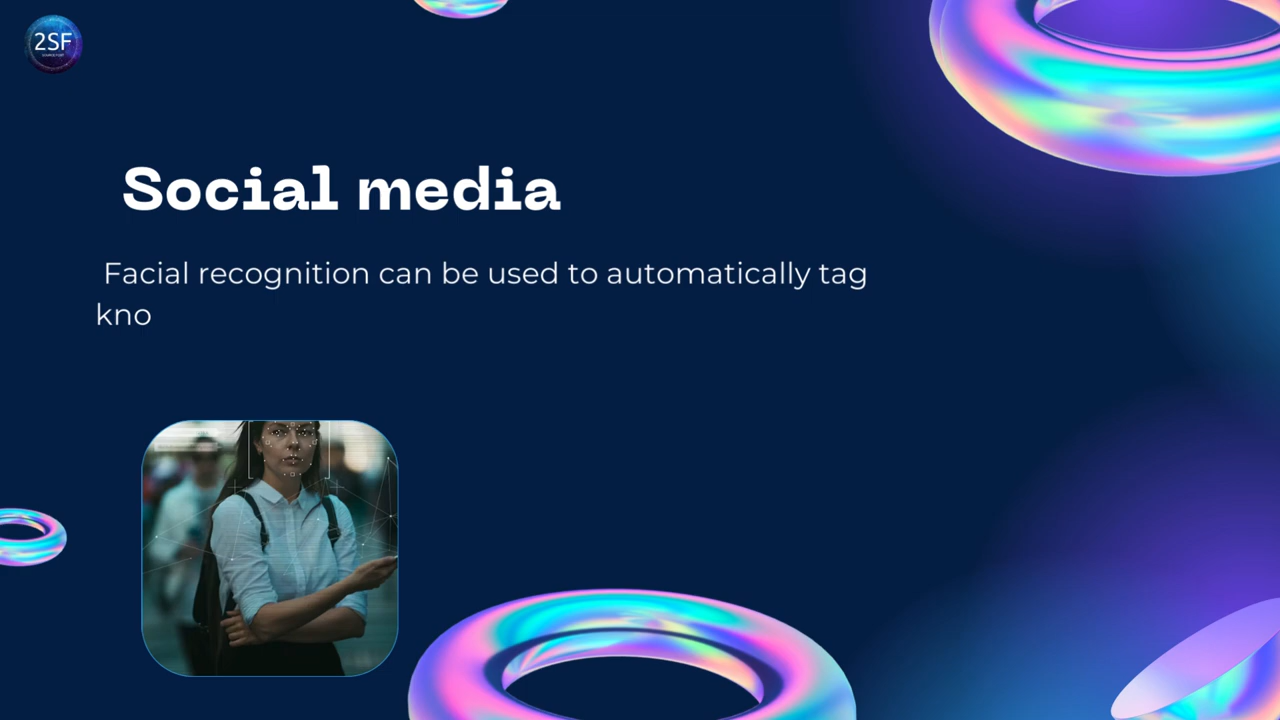 2SF
Social media
Facial recognition can be used to automatically tag
kno